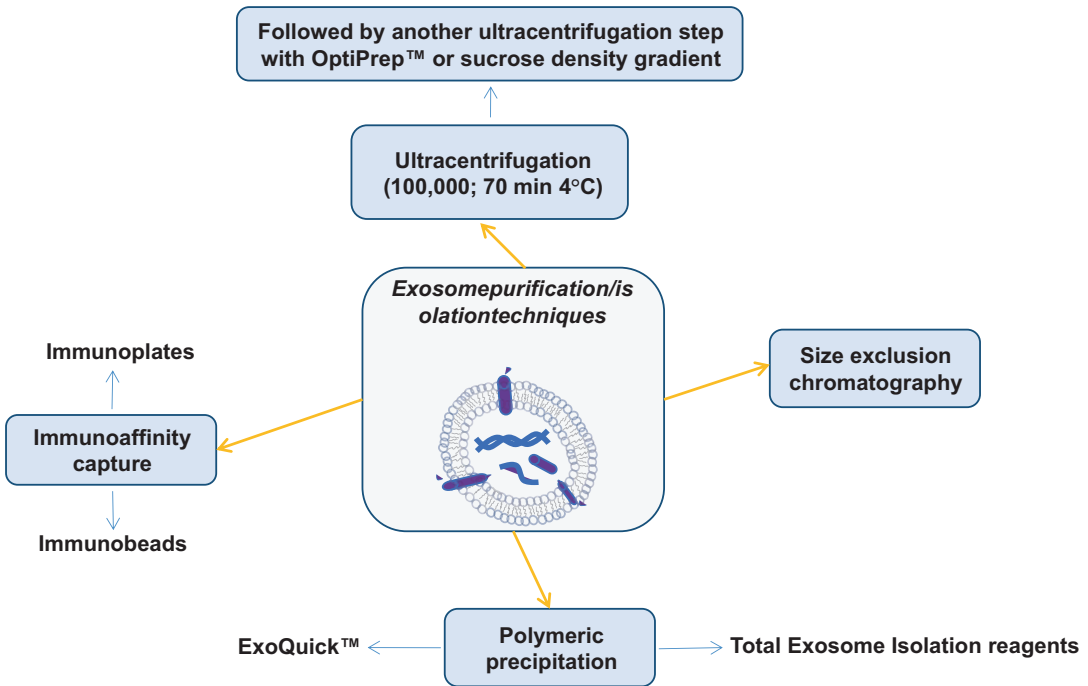 Followed by another ultracentrifugation step
with OptiPrep™ or sucrose density gradient
Ultracentrifugation
(100,000; 70 min 4°C)
Exosomepurification/is
olationtechniques
Size exclusion
chromatography
Immunoplates
Immunoaffinity
capture
Immunobeads
Polymeric
precipitation
ExoQuick™
Total Exosome Isolation reagents